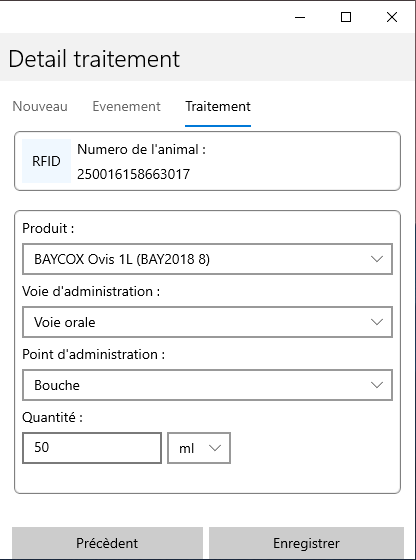 Detail traitement
Nouveau Evenement Traitement
RFID
Numero de l'animal :
250016158663017
Produit :
BAYCOX Ovis 1L (BAY2018 8)
Voie d'administration :
Voie orale
Point d'administration :
Bouche
Quantité :
50 ml
Précèdent Enregistrer